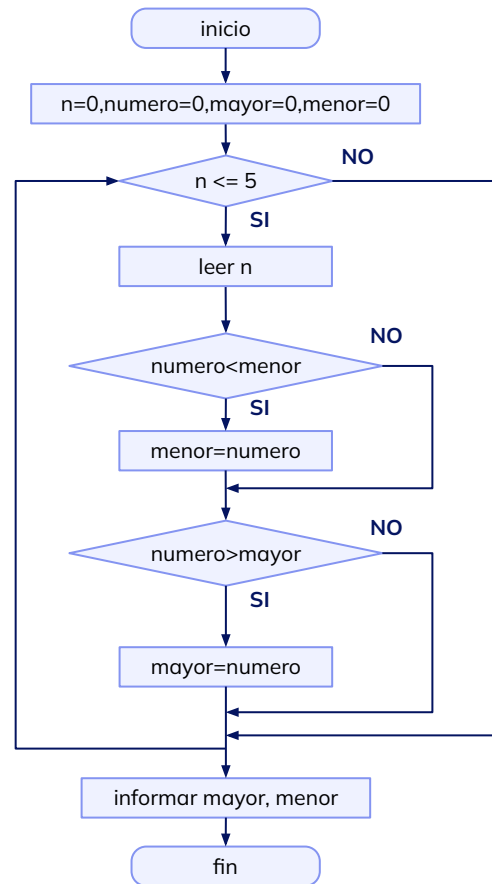 inicio
n=0,numero=0,mayor=0,menor=0
n <= 5
NO
SI
leer n
numero<menor
NO
SI
menor=numero
numero>mayor
NO
SI
mayor=numero
informar mayor, menor
fin